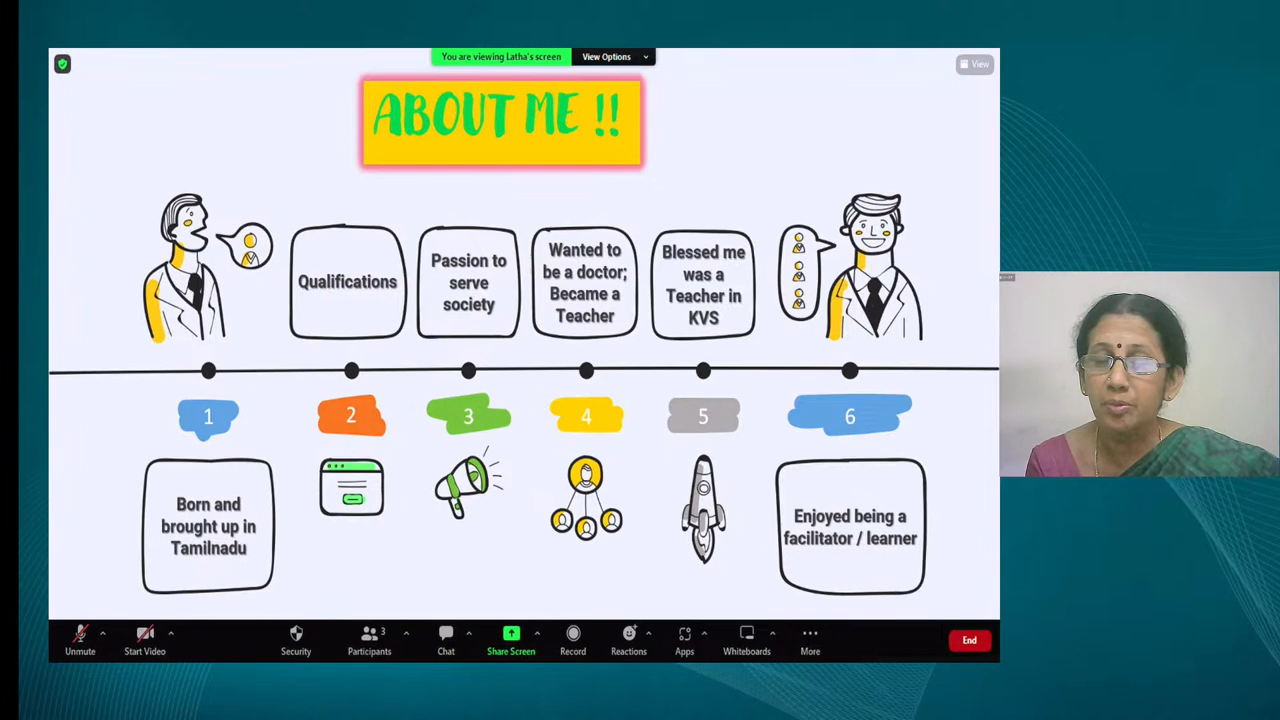 You are viewing Latha's screen
View Options
View
ABOUT ME !!
Qualifications
Passion to
serve
society
Wanted to
be a doctor;
Became a
Teacher
Blessed me
was a
Teacher in
KVS
1
2
3
4
5
6
Born and
brought up in
Tamilnadu
Enjoyed being a
facilitator / learner
Unmute
Start Video
Security
3
Participants
Chat
Share Screen
Record
Reactions
Apps
Whiteboards
More
End